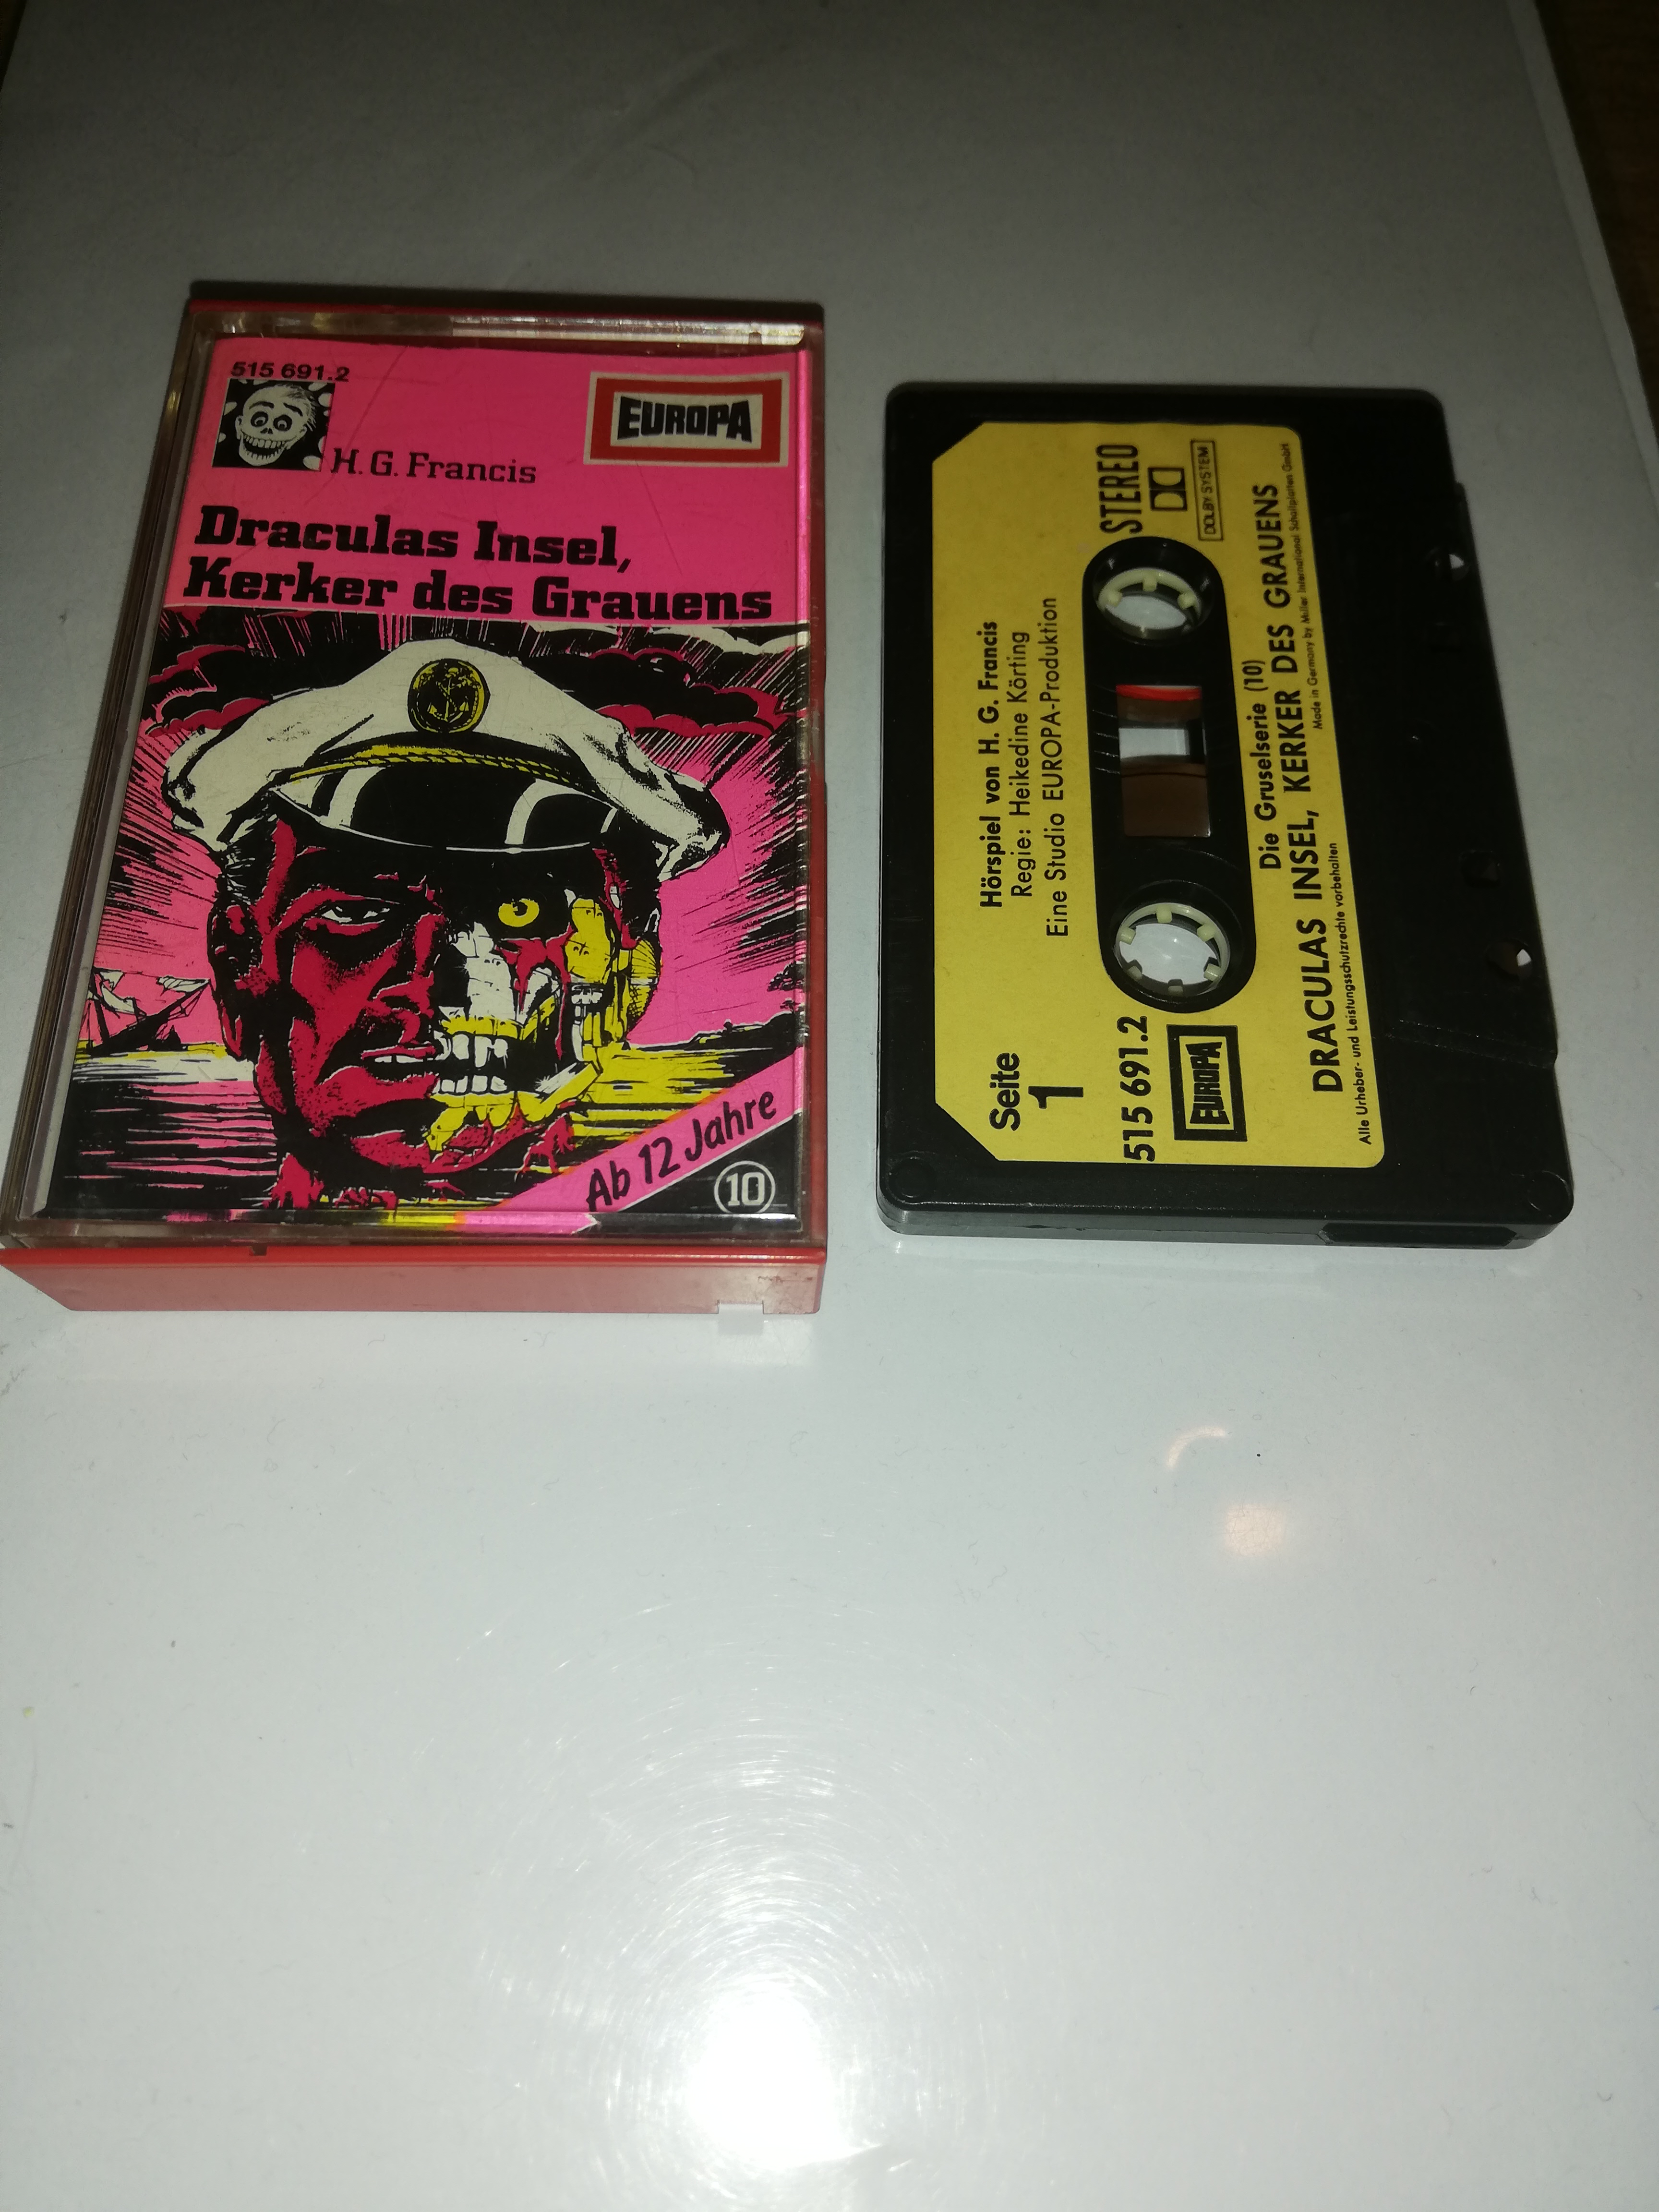 515 691.2
EUROPA
H. G. Francis
Draculas Insel,
Kerker des Grauens
Ab 12 Jahre
10
Seite
1
Hörspiel von H. G. Francis
Regie: Heikedine Körting
Eine Studio EUROPA-Produktion
STEREO
DOLBY SYSTEM
515 691.2
EUROPA
Die Gruselserie (10)
DRACULAS INSEL, KERKER DES GRAUENS
Made in Germany by Miller International Schallplatten GmbH
Alle Urheber- und Leistungsschutzrechte vorbehalten